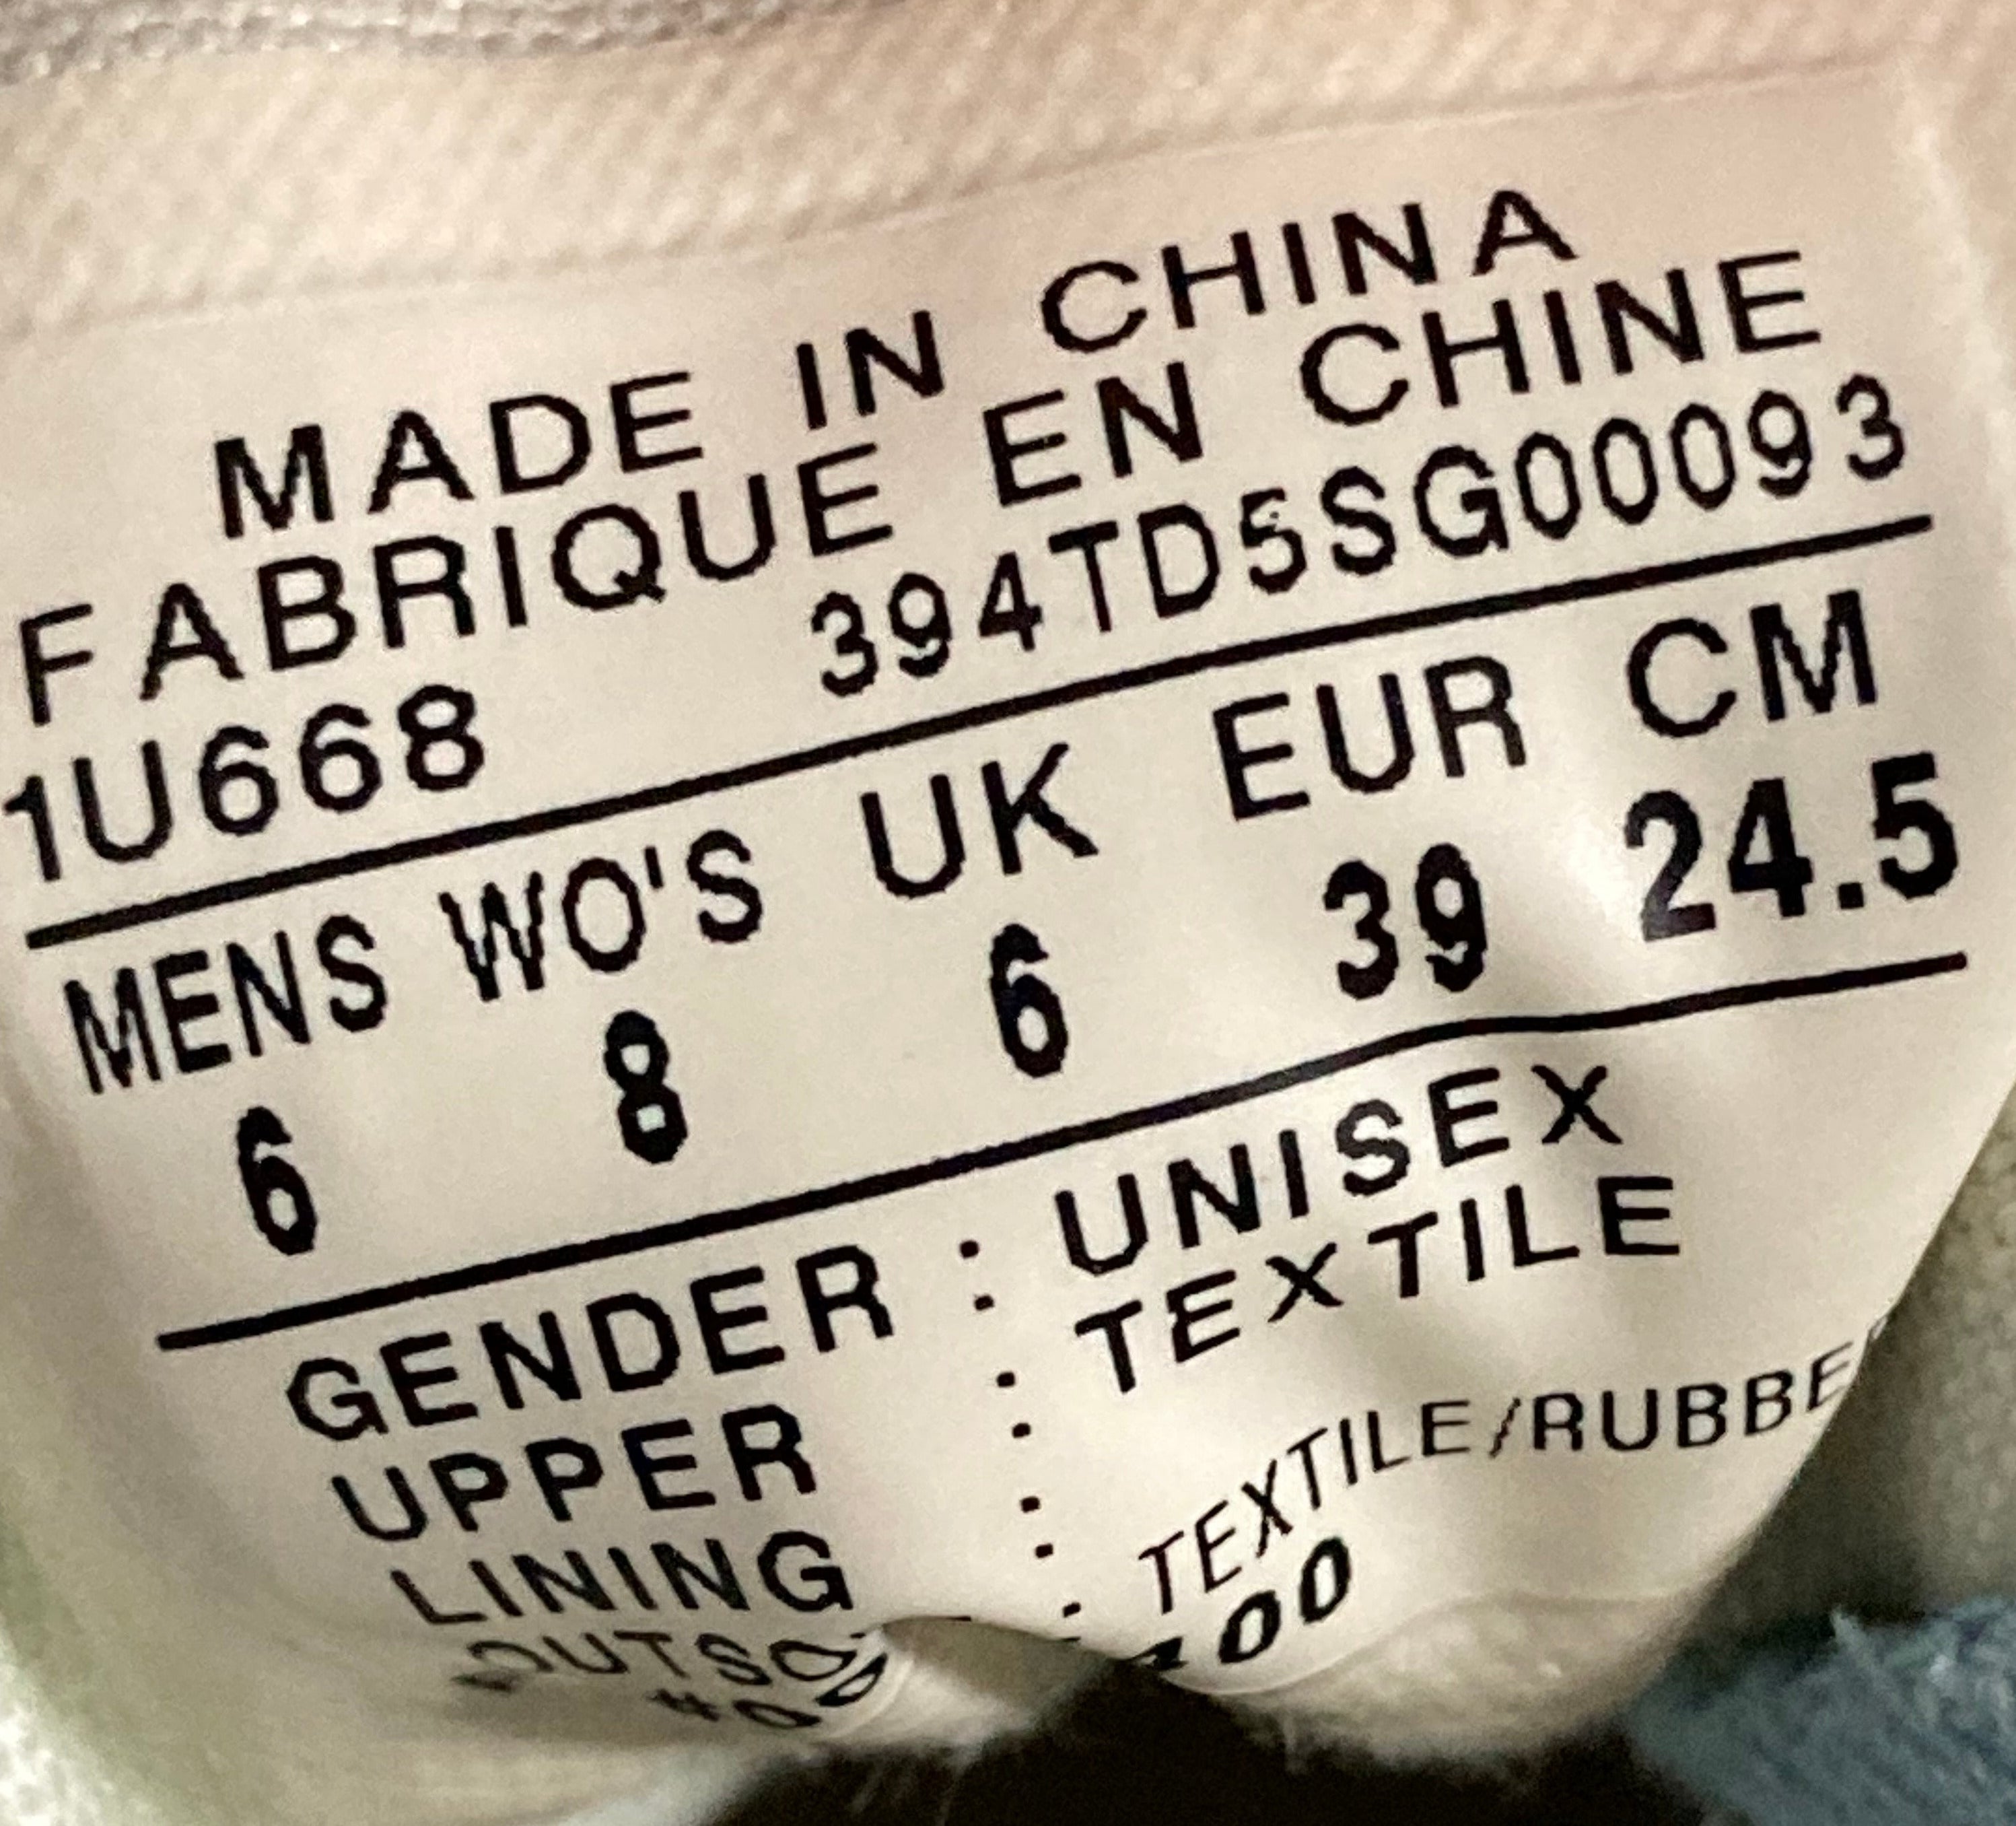 MADE IN CHINA
FABRIQUE EN CHINE
1U668 394TD5SG00093
MENS WO'S UK EUR CM
6 8 6 39 24.5
GENDER : UNISEX
UPPER : TEXTILE
LINING : TEXTILE/RUBBE